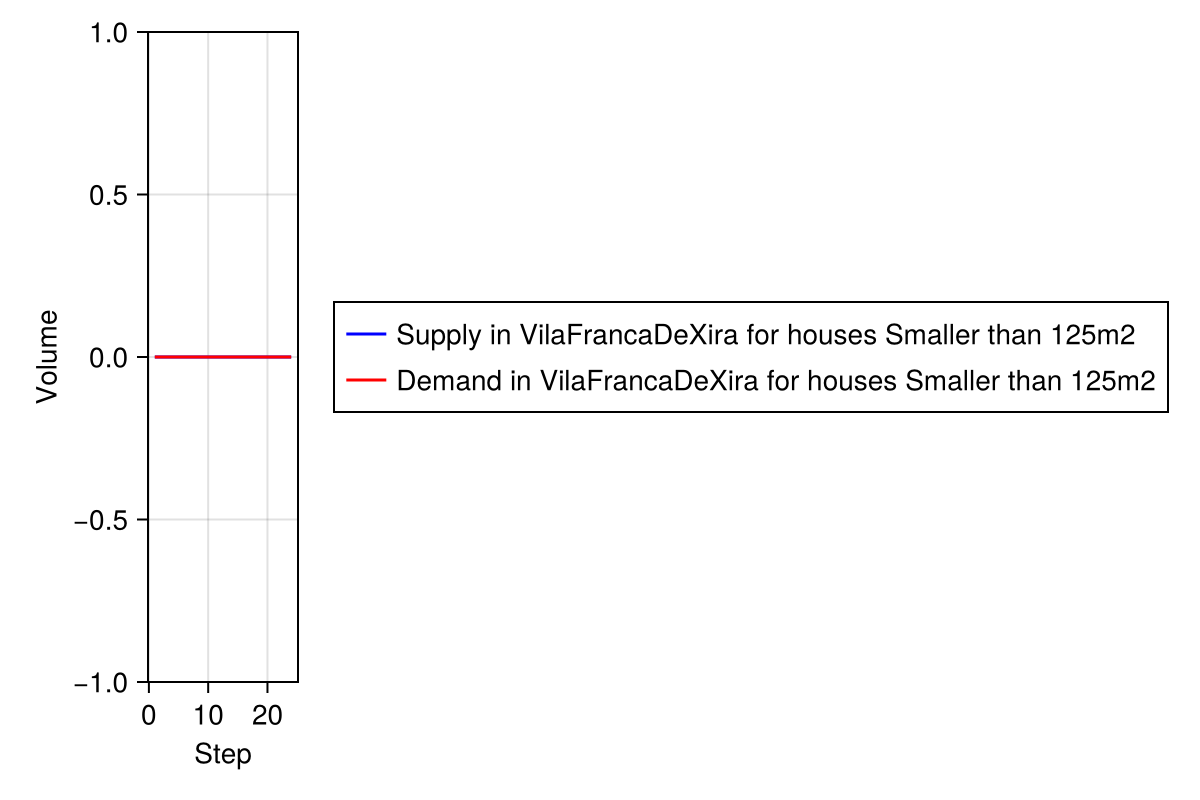 1.0
0.5
0.0
−0.5
−1.0
Volume
0 10 20
Step
Supply in VilaFrancaDeXira for houses Smaller than 125m2
Demand in VilaFrancaDeXira for houses Smaller than 125m2